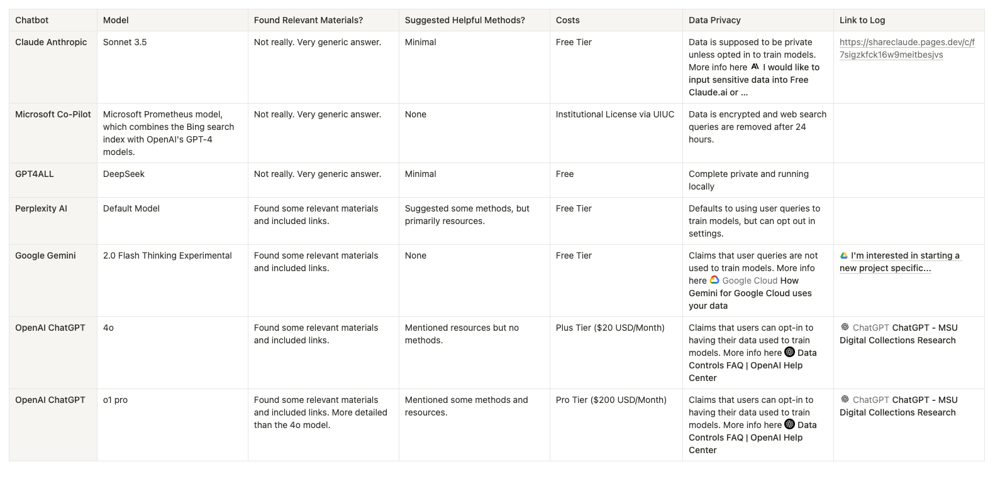 Chatbot
Model
Found Relevant Materials?
Suggested Helpful Methods?
Costs
Data Privacy
Link to Log
Claude Anthropic
Sonnet 3.5
Not really. Very generic answer.
Minimal
Free Tier
Data is supposed to be private
unless opted in to train models.
More info here I would like to
input sensitive data into Free
Claude.ai or ...
https://shareclaude.pages.dev/c/f
7sigzkfck16w9meitbesjvs
Microsoft Co-Pilot
Microsoft Prometheus model,
which combines the Bing search
index with OpenAI's GPT-4
models.
Not really. Very generic answer.
None
Institutional License via UIUC
Data is encrypted and web search
queries are removed after 24
hours.
GPT4ALL
DeepSeek
Not really. Very generic answer.
Minimal
Free
Complete private and running
locally
Perplexity AI
Default Model
Found some relevant materials
and included links.
Suggested some methods, but
primarily resources.
Free Tier
Defaults to using user queries to
train models, but can opt out in
settings.
Google Gemini
2.0 Flash Thinking Experimental
Found some relevant materials
and included links.
None
Free Tier
Claims that user queries are not
used to train models. More info
here Google Cloud How
Gemini for Google Cloud uses
your data
I'm interested in starting a
new project specific...
OpenAI ChatGPT
4o
Found some relevant materials
and included links.
Mentioned resources but no
methods.
Plus Tier ($20 USD/Month)
Claims that users can opt-in to
having their data used to train
models. More info here Data
Controls FAQ | OpenAI Help
Center
ChatGPT ChatGPT - MSU
Digital Collections Research
OpenAI ChatGPT
o1 pro
Found some relevant materials
and included links. More detailed
than the 4o model.
Mentioned some methods and
resources.
Pro Tier ($200 USD/Month)
Claims that users can opt-in to
having their data used to train
models. More info here Data
Controls FAQ | OpenAI Help
Center
ChatGPT ChatGPT - MSU
Digital Collections Research